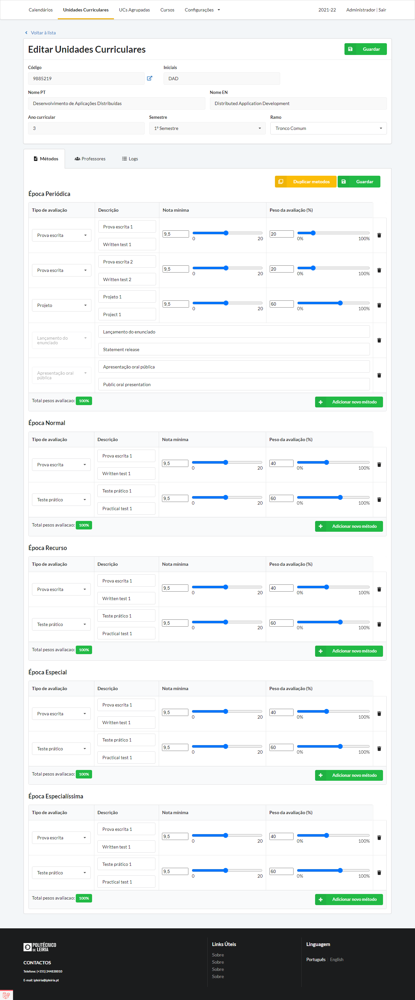 Calendários Unidades Curriculares UCs Agrupadas Cursos Configurações 2021-22 Administrador | Sair
Voltar à lista
Editar Unidades Curriculares Guardar
Código Iniciais
9885219 DAD
Nome PT Nome EN
Desenvolvimento de Aplicações Distribuídas Distributed Application Development
Ano curricular Semestre Ramo
3 1º Semestre Tronco Comum
Métodos Professores Logs
Duplicar metodos Guardar
Época Periódica
Tipo de avaliação Descrição Nota mínima Peso da avaliação (%)
Prova escrita 1
Prova escrita 9,5 20
0 20 0% 100%
Written test 1
Prova escrita 2
Prova escrita 9,5 20
0 20 0% 100%
Written test 2
Projeto 1
Projeto 9,5 60
0 20 0% 100%
Project 1
Lançamento do enunciado
Lançamento do
enunciado
Statement release
Apresentação oral pública
Apresentação oral
pública
Public oral presentation
Total pesos avaliacao: 100% Adicionar novo método
Época Normal
Tipo de avaliação Descrição Nota mínima Peso da avaliação (%)
Prova escrita 1
Prova escrita 9,5 40
0 20 0% 100%
Written test 1
Teste prático 1
Teste prático 9,5 60
0 20 0% 100%
Practical test 1
Total pesos avaliacao: 100% Adicionar novo método
Época Recurso
Tipo de avaliação Descrição Nota mínima Peso da avaliação (%)
Prova escrita 1
Prova escrita 9,5 40
0 20 0% 100%
Written test 1
Teste prático 1
Teste prático 9,5 60
0 20 0% 100%
Practical test 1
Total pesos avaliacao: 100% Adicionar novo método
Época Especial
Tipo de avaliação Descrição Nota mínima Peso da avaliação (%)
Prova escrita 1
Prova escrita 9,5 40
0 20 0% 100%
Written test 1
Teste prático 1
Teste prático 9,5 60
0 20 0% 100%
Practical test 1
Total pesos avaliacao: 100% Adicionar novo método
Época Especialíssima
Tipo de avaliação Descrição Nota mínima Peso da avaliação (%)
Prova escrita 1
Prova escrita 9,5 40
0 20 0% 100%
Written test 1
Teste prático 1
Teste prático 9,5 60
0 20 0% 100%
Practical test 1
Total pesos avaliacao: 100% Adicionar novo método
POLITÉCNICO
DE LEIRIA
CONTACTOS
Telefone: (+351) 244830010
E-mail: ipleiria@ipleiria.pt
Links Úteis
Sobre
Sobre
Sobre
Sobre
Linguagem
Português | English